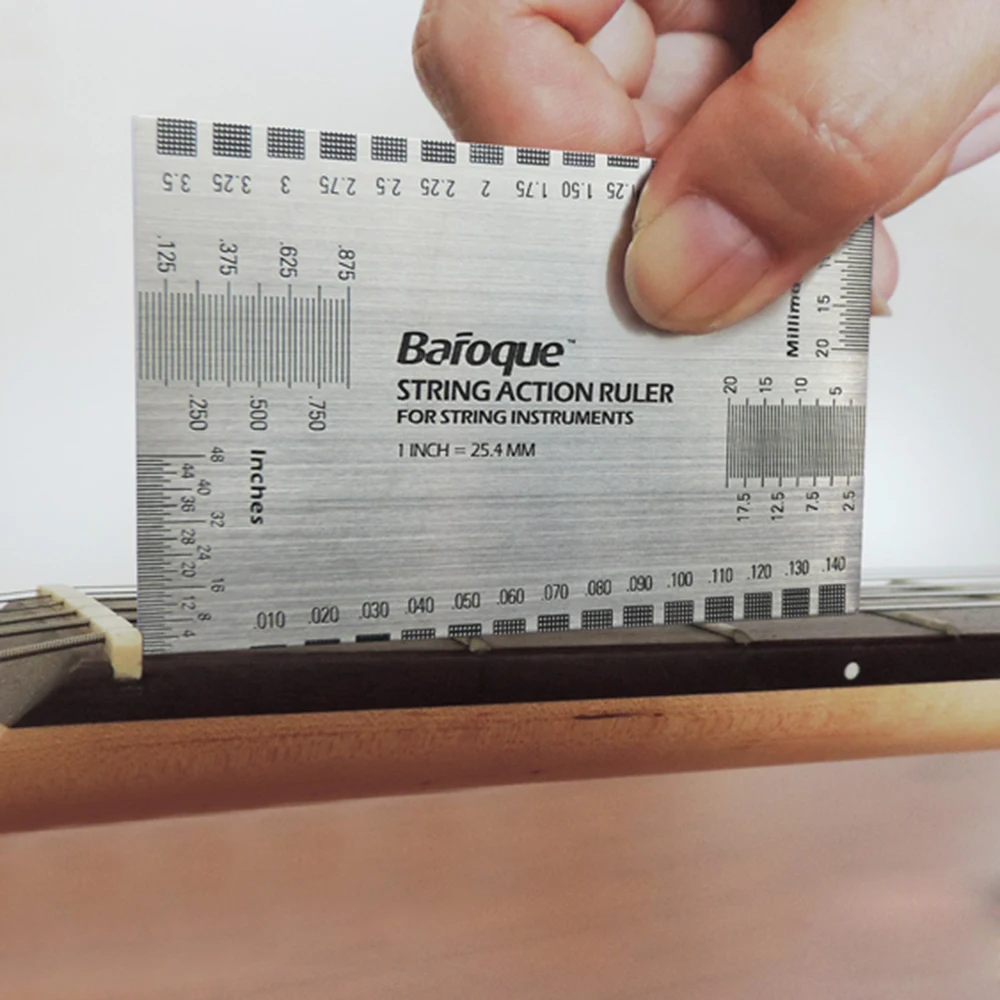 3.5 3.25 3 2.75 2.5 2.25 2 1.75 1.50 1.25
.125 .375 .625 .875
.250 .500 .750
Inches
48 44 40 36 32 28 24 20 16 12 8 4
Baroque™
STRING ACTION RULER
FOR STRING INSTRUMENTS
1 INCH = 25.4 MM
15 20
20 15 10 5
17.5 12.5 7.5 2.5
.010 .020 .030 .040 .050 .060 .070 .080 .090 .100 .110 .120 .130 .140